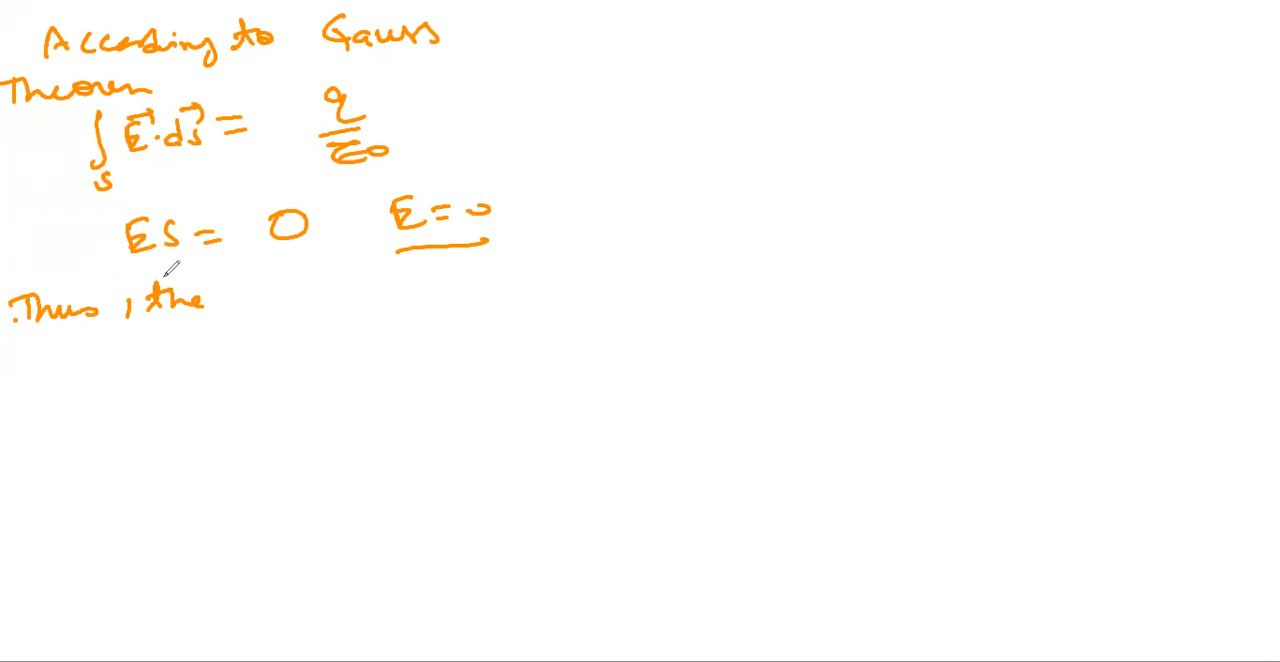 According to Gauss
Theorem
∫ₛ E⃗·ds⃗ = q/ε₀
ES = 0 E = 0
Thus, the